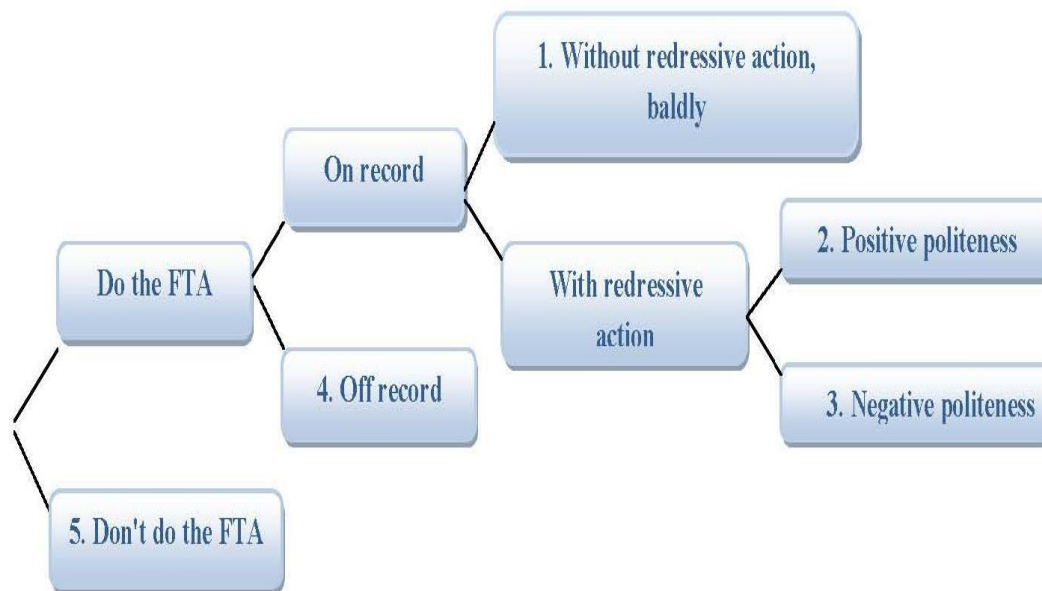 1. Without redressive action,
baldly
On record
2. Positive politeness
Do the FTA
With redressive
action
4. Off record
3. Negative politeness
5. Don't do the FTA